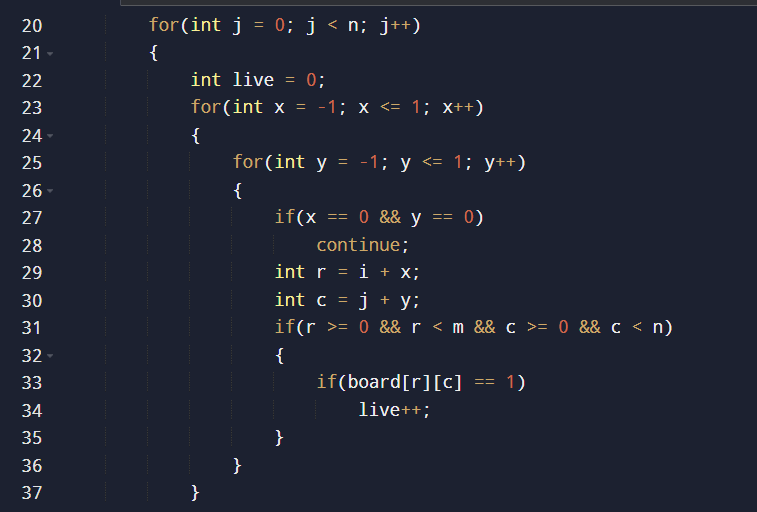 20 for(int j = 0; j < n; j++)
21 {
22 int live = 0;
23 for(int x = -1; x <= 1; x++)
24 {
25 for(int y = -1; y <= 1; y++)
26 {
27 if(x == 0 && y == 0)
28 continue;
29 int r = i + x;
30 int c = j + y;
31 if(r >= 0 && r < m && c >= 0 && c < n)
32 {
33 if(board[r][c] == 1)
34 live++;
35 }
36 }
37 }